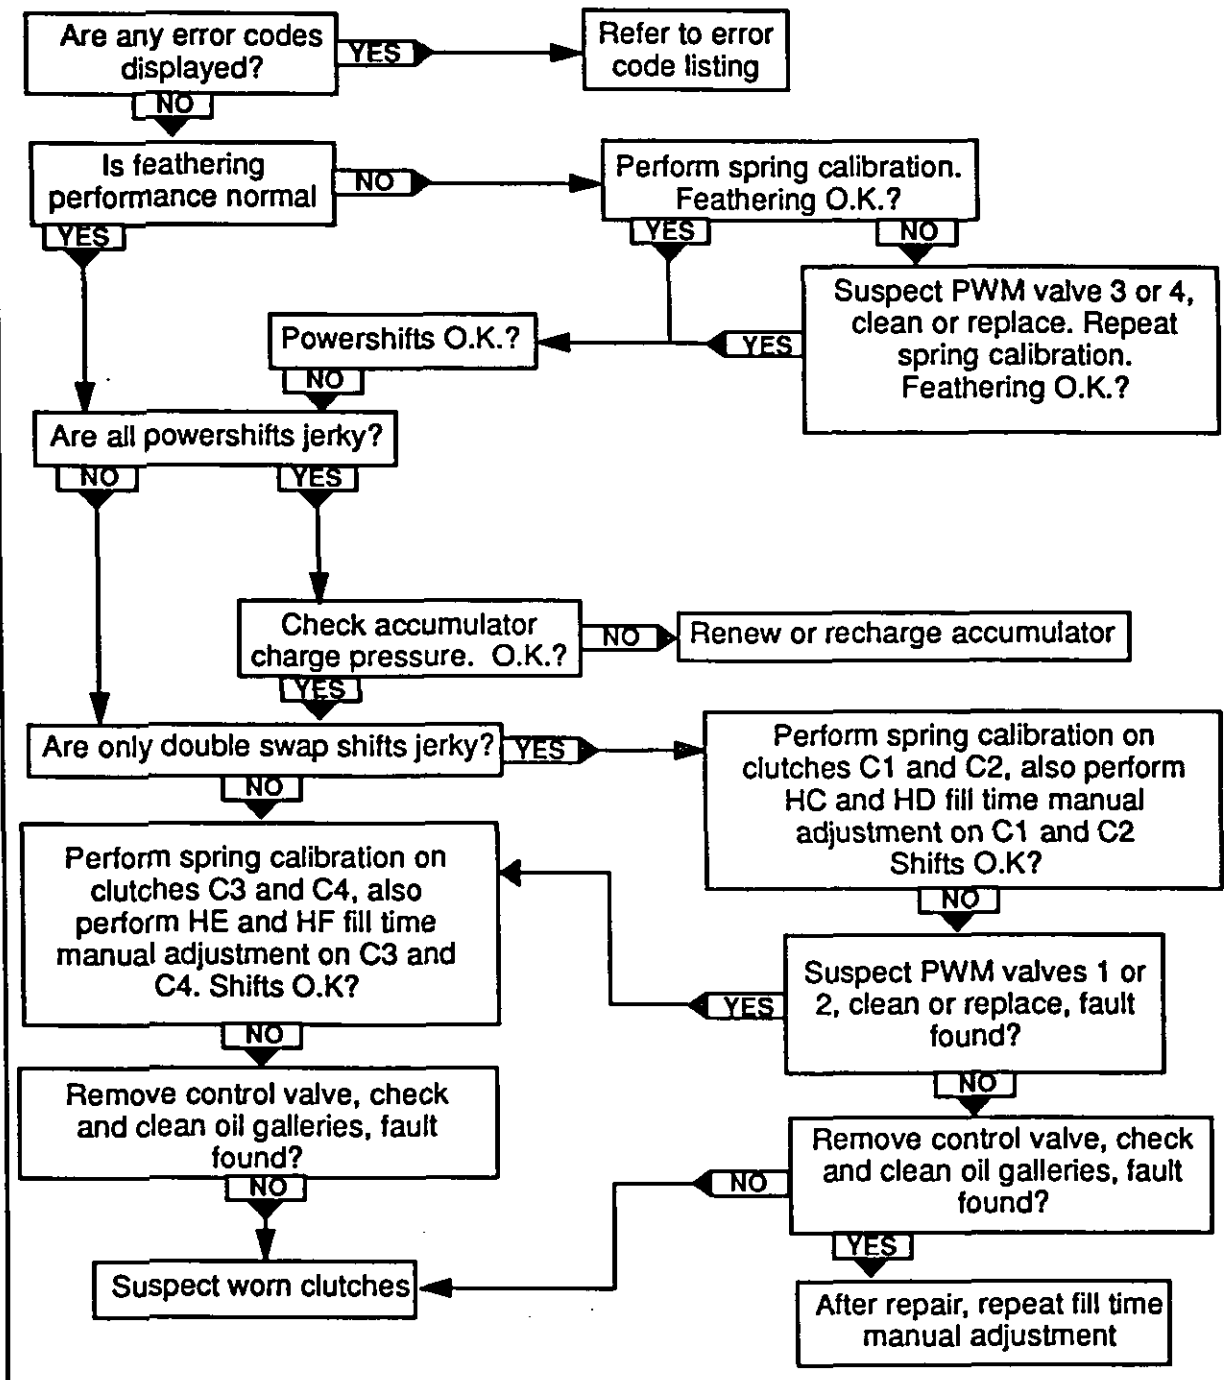 Are any error codes
displayed?
YES
Refer to error
code listing
NO
Is feathering
performance normal
NO
Perform spring calibration.
Feathering O.K.?
YES
YES
NO
Suspect PWM valve 3 or 4,
clean or replace. Repeat
spring calibration.
Feathering O.K.?
YES
Powershifts O.K.?
NO
Are all powershifts jerky?
NO
YES
Check accumulator
charge pressure. O.K.?
NO
Renew or recharge accumulator
YES
Are only double swap shifts jerky?
YES
Perform spring calibration on
clutches C1 and C2, also perform
HC and HD fill time manual
adjustment on C1 and C2
Shifts O.K?
NO
NO
Perform spring calibration on
clutches C3 and C4, also
perform HE and HF fill time
manual adjustment on C3 and
C4. Shifts O.K?
Suspect PWM valves 1 or
2, clean or replace, fault
found?
YES
NO
NO
Remove control valve, check
and clean oil galleries, fault
found?
NO
Remove control valve, check
and clean oil galleries, fault
found?
NO
YES
Suspect worn clutches
After repair, repeat fill time
manual adjustment